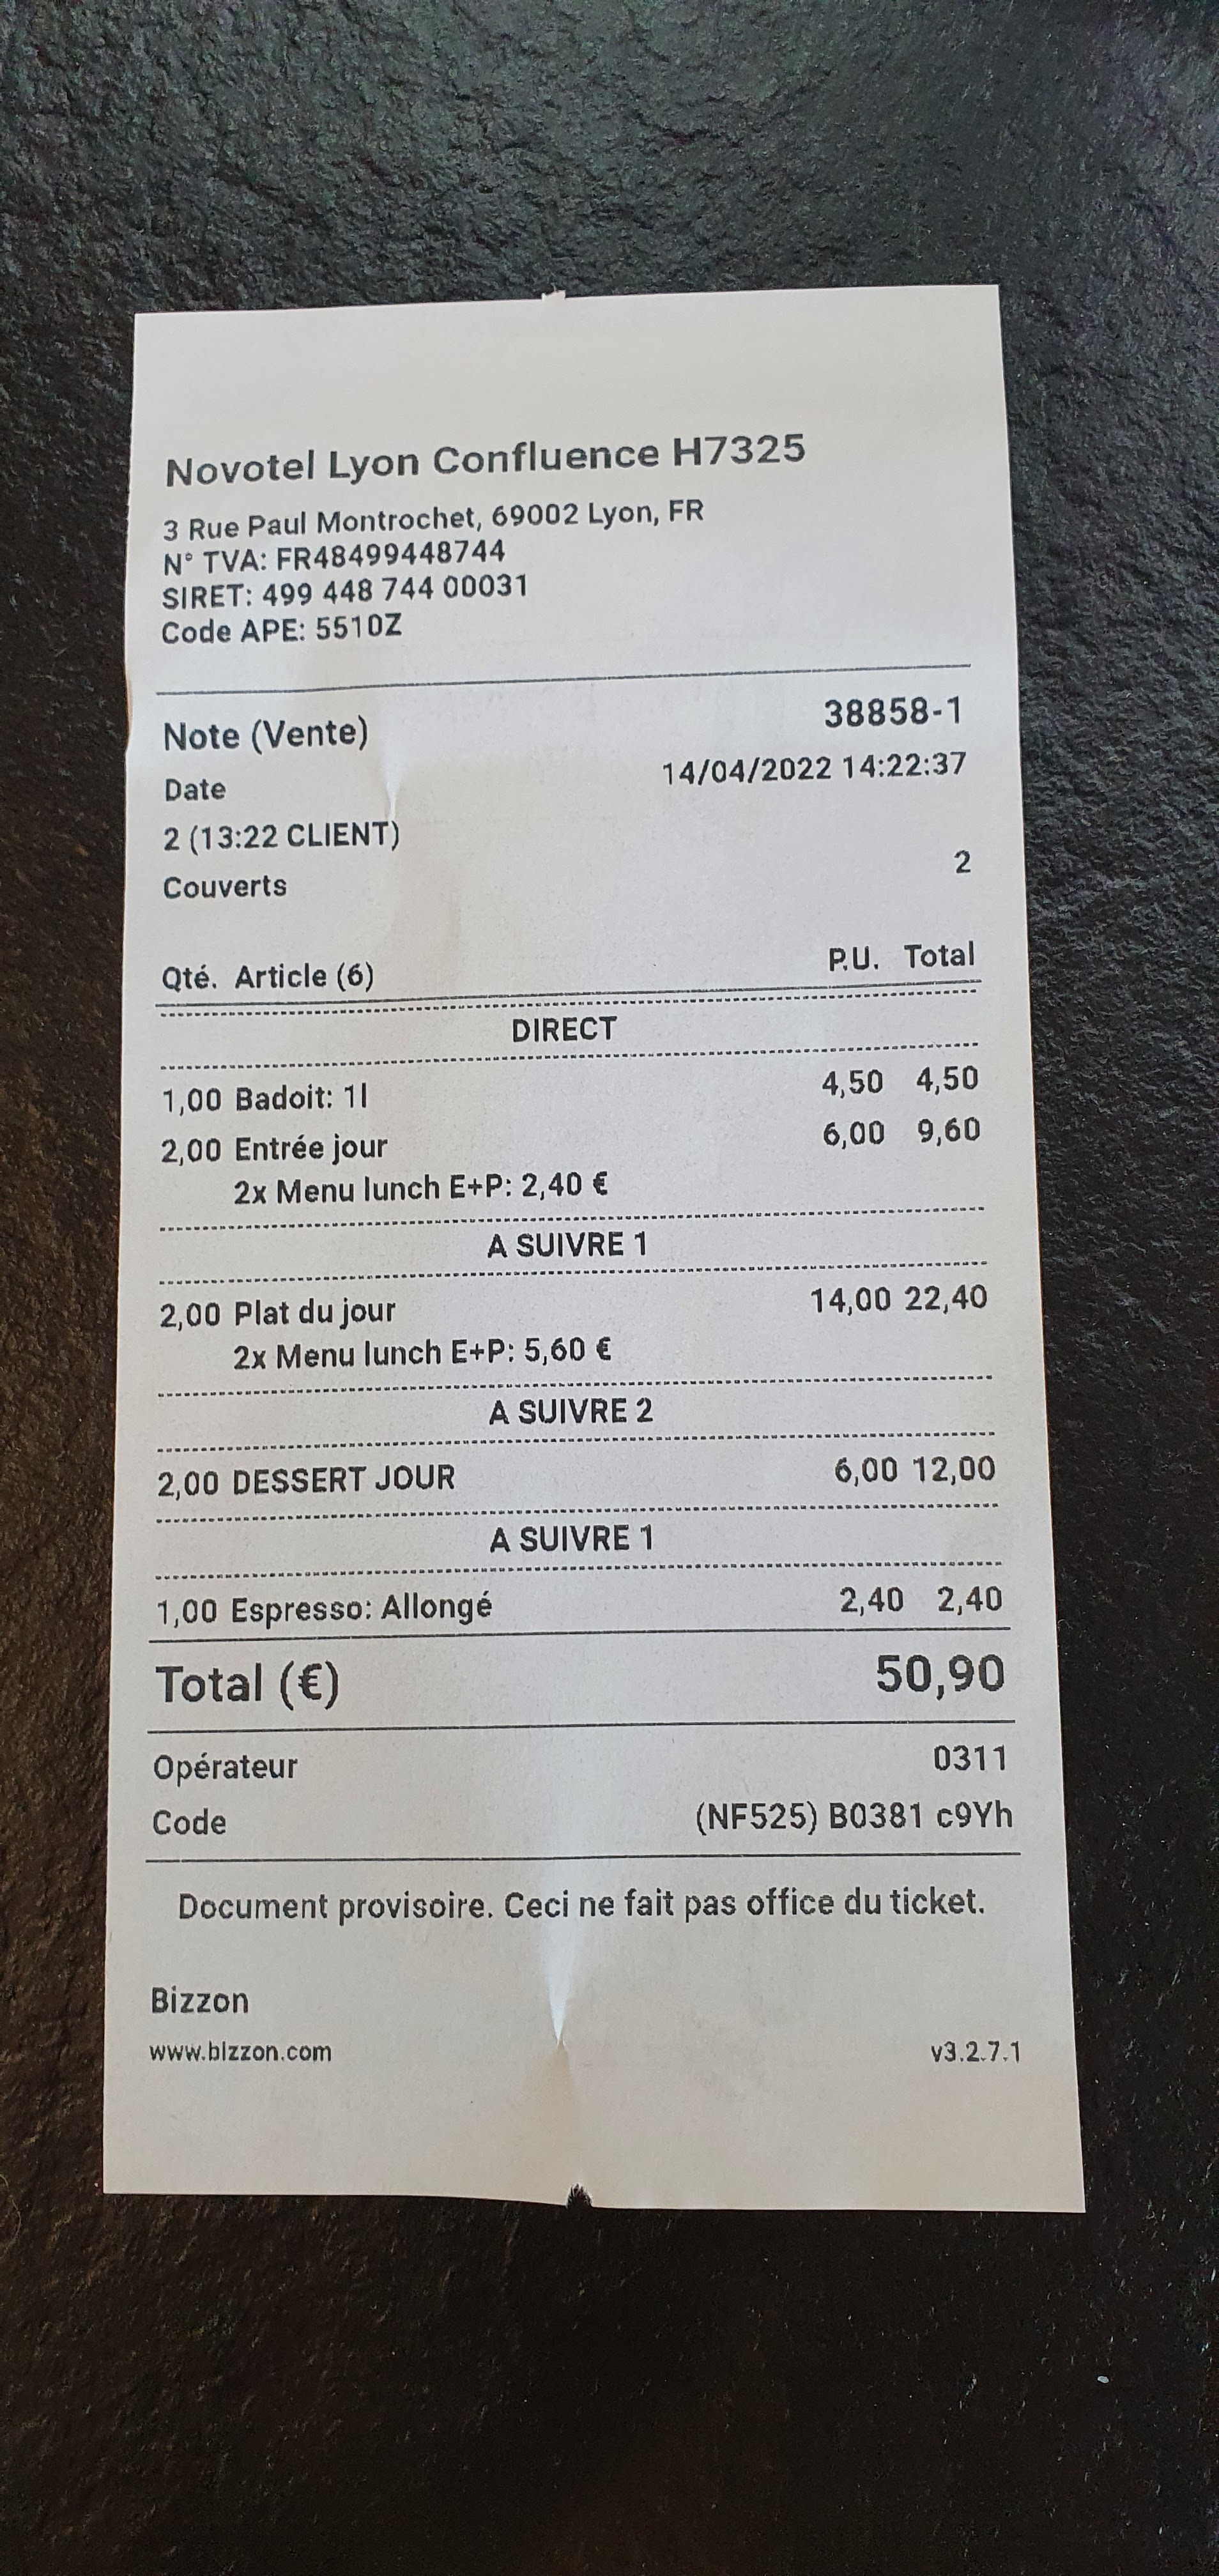 Novotel Lyon Confluence H7325
3 Rue Paul Montrochet, 69002 Lyon, FR
N° TVA: FR48499448744
SIRET: 499 448 744 00031
Code APE: 5510Z
Note (Vente) 38858-1
Date 14/04/2022 14:22:37
2 (13:22 CLIENT)
Couverts 2
Qté. Article (6) P.U. Total
DIRECT
1,00 Badoit: 1l 4,50 4,50
2,00 Entrée jour 6,00 9,60
2x Menu lunch E+P: 2,40 €
A SUIVRE 1
2,00 Plat du jour 14,00 22,40
2x Menu lunch E+P: 5,60 €
A SUIVRE 2
2,00 DESSERT JOUR 6,00 12,00
A SUIVRE 1
1,00 Espresso: Allongé 2,40 2,40
Total (€) 50,90
Opérateur 0311
Code (NF525) B0381 c9Yh
Document provisoire. Ceci ne fait pas office du ticket.
Bizzon
www.bizzon.com v3.2.7.1